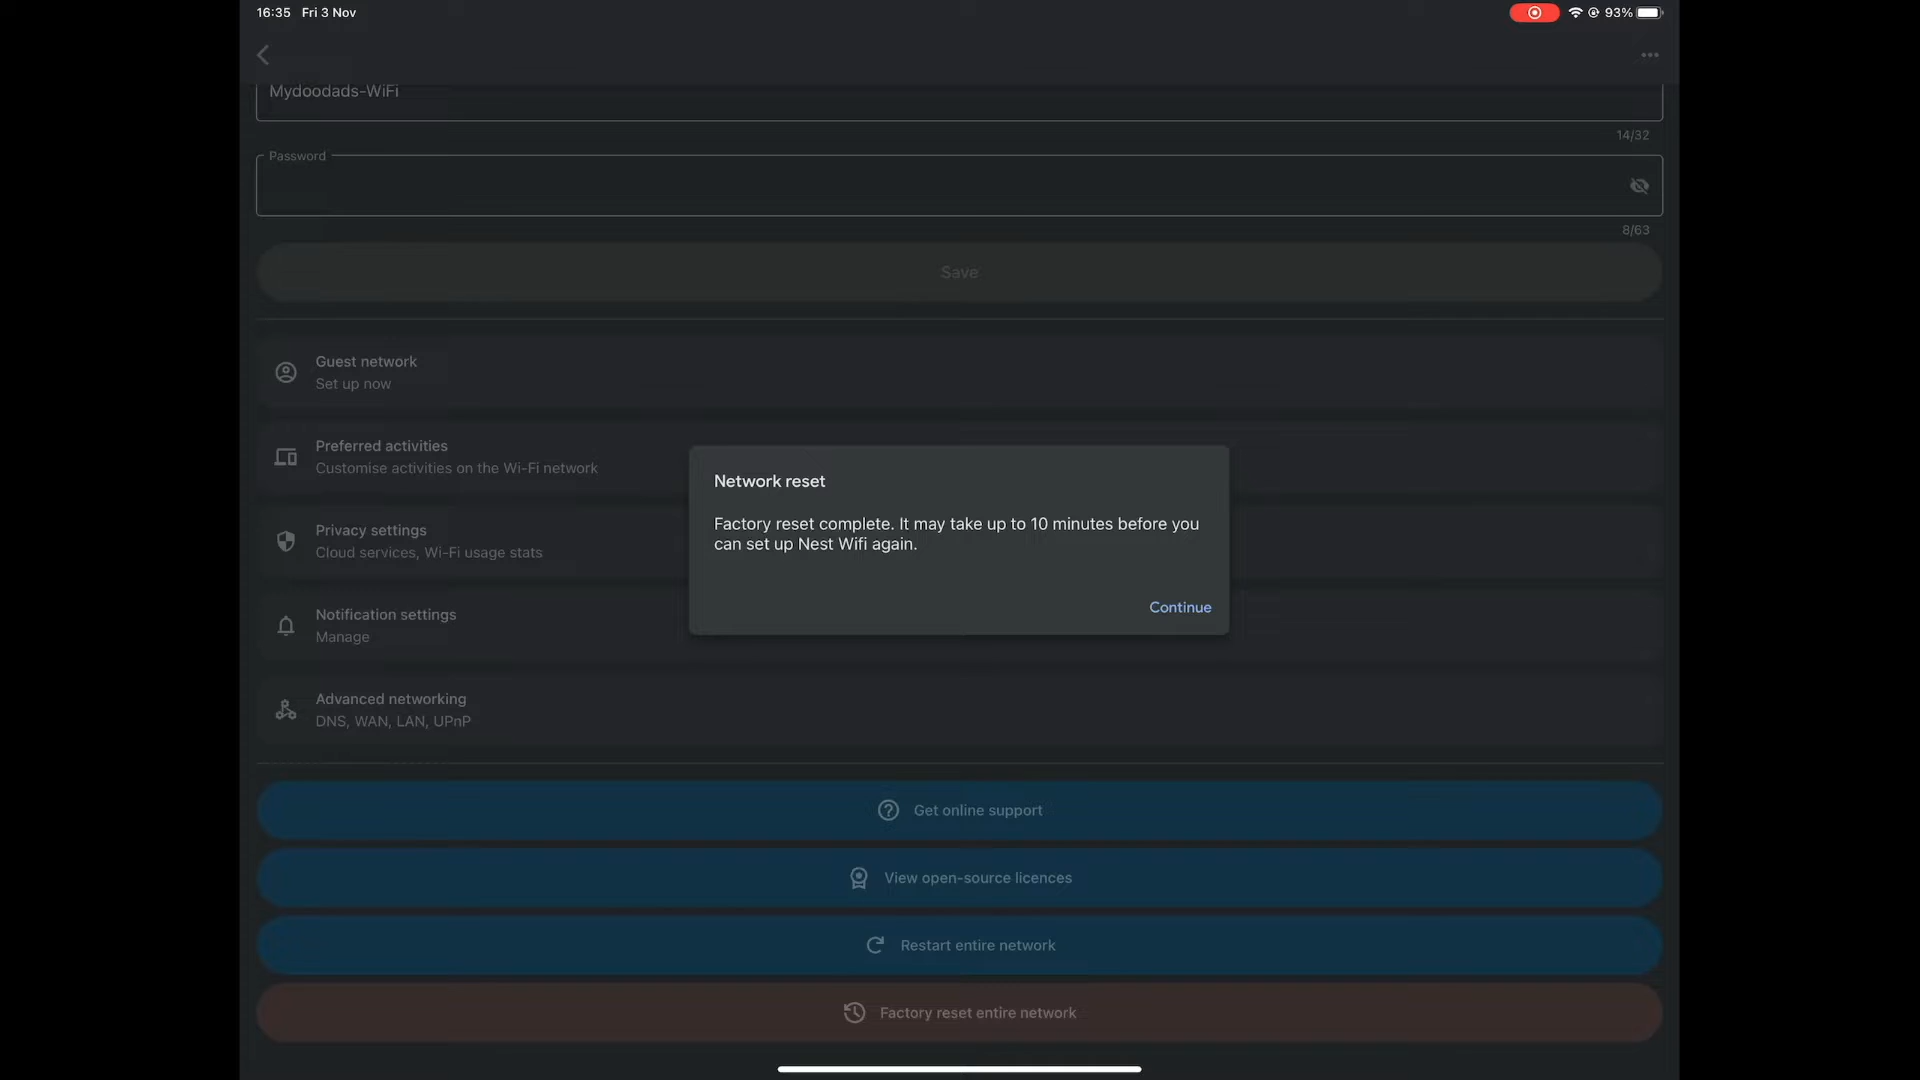 16:35 Fri 3 Nov
93%
Mydoodads-WiFi
14/32
Password
8/63
Save
Guest network
Set up now
Preferred activities
Customise activities on the Wi-Fi network
Privacy settings
Cloud services, Wi-Fi usage stats
Notification settings
Manage
Advanced networking
DNS, WAN, LAN, UPnP
Network reset
Factory reset complete. It may take up to 10 minutes before you
can set up Nest Wifi again.
Continue
Get online support
View open-source licences
Restart entire network
Factory reset entire network